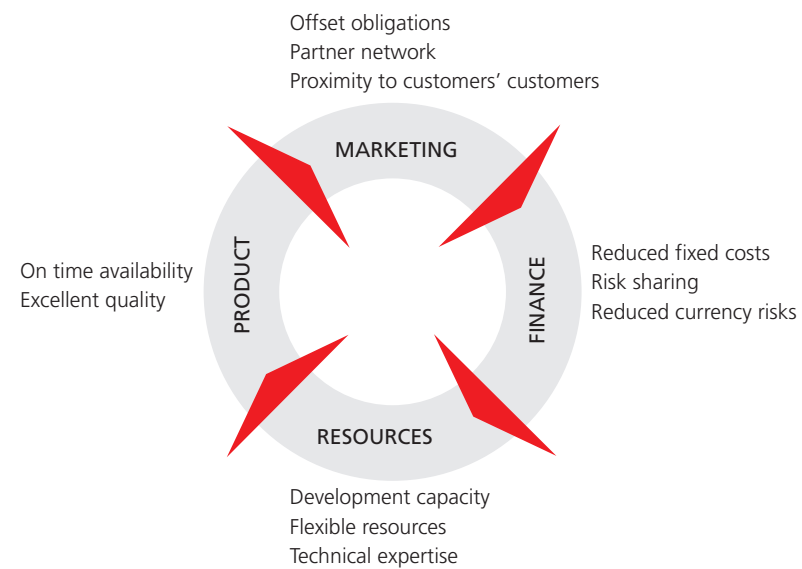 Offset obligations
Partner network
Proximity to customers’ customers
MARKETING
PRODUCT
On time availability
Excellent quality
FINANCE
Reduced fixed costs
Risk sharing
Reduced currency risks
RESOURCES
Development capacity
Flexible resources
Technical expertise